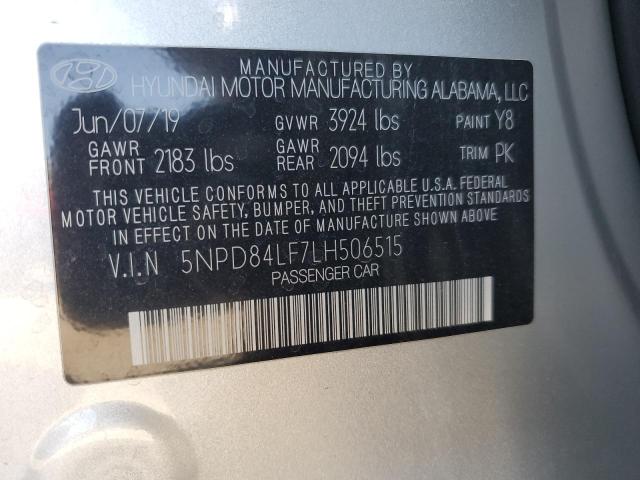 MANUFACTURED BY
HYUNDAI MOTOR MANUFACTURING ALABAMA, LLC
Jun/07/19 GVWR 3924 lbs PAINT Y8
GAWR FRONT 2183 lbs GAWR REAR 2094 lbs TRIM PK
THIS VEHICLE CONFORMS TO ALL APPLICABLE U.S.A. FEDERAL
MOTOR VEHICLE SAFETY, BUMPER, AND THEFT PREVENTION STANDARDS
IN EFFECT ON THE DATE OF MANUFACTURE SHOWN ABOVE.
V.I.N 5NPD84LF7LH506515
PASSENGER CAR